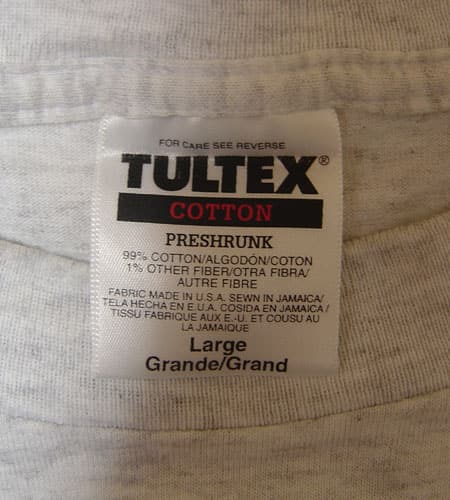 FOR CARE SEE REVERSE
TULTEX®
COTTON
PRESHRUNK
99% COTTON/ALGODÓN/COTON
1% OTHER FIBER/OTRA FIBRA/
AUTRE FIBRE
FABRIC MADE IN U.S.A. SEWN IN JAMAICA/
TELA HECHA EN E.U.A. COSIDA EN JAMAICA/
TISSU FABRIQUE AUX E.-U. ET COUSU AU
LA JAMAIQUE
Large
Grande/Grand